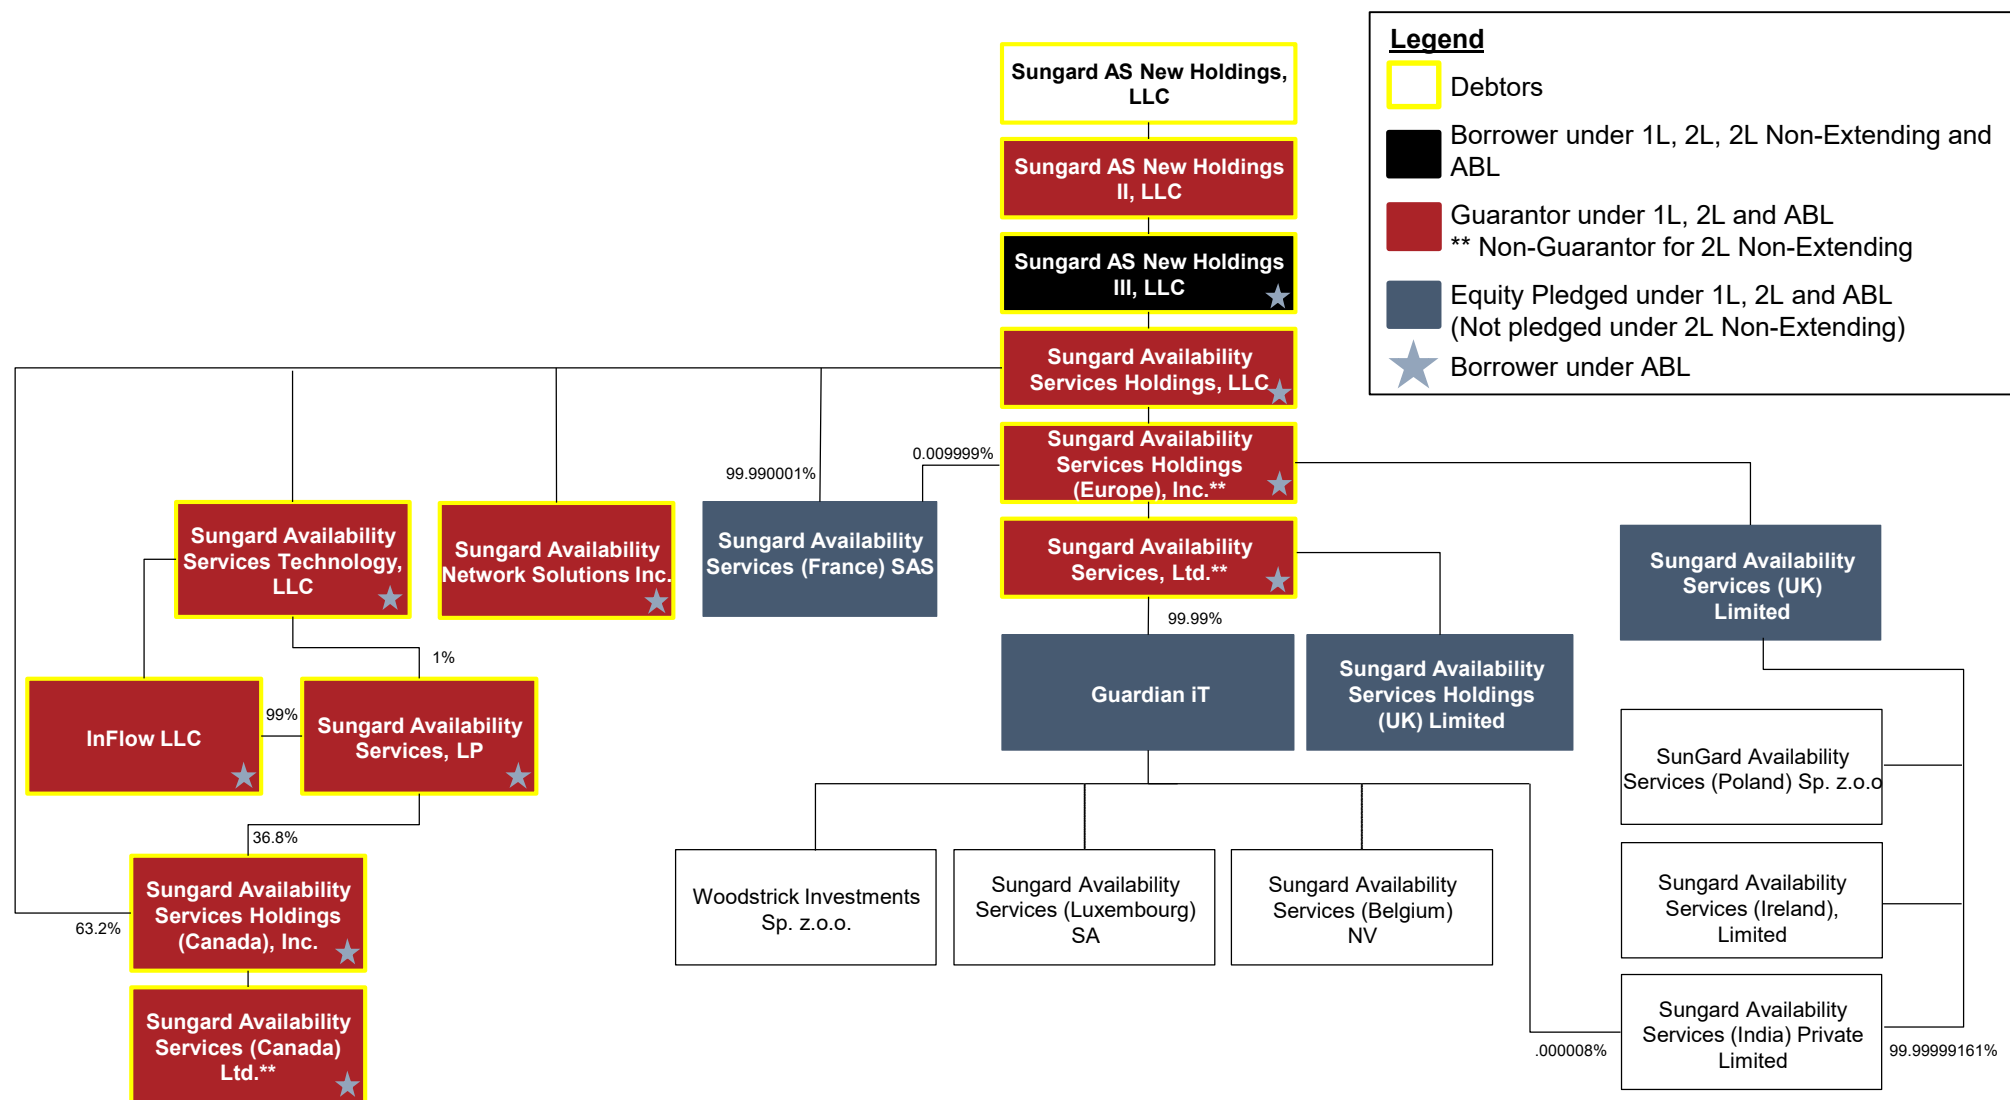 Legend
Debtors
Borrower under 1L, 2L, 2L Non-Extending and
ABL
Guarantor under 1L, 2L and ABL
** Non-Guarantor for 2L Non-Extending
Equity Pledged under 1L, 2L and ABL
(Not pledged under 2L Non-Extending)
Borrower under ABL
Sungard AS New Holdings,
LLC
Sungard AS New Holdings
II, LLC
Sungard AS New Holdings
III, LLC
Sungard Availability
Services Holdings, LLC
0.009999%
Sungard Availability
Services Holdings
(Europe), Inc.**
99.990001%
Sungard Availability
Services Technology,
LLC
Sungard Availability
Network Solutions Inc.
Sungard Availability
Services (France) SAS
Sungard Availability
Services, Ltd.**
Sungard Availability
Services (UK)
Limited
99.99%
1%
InFlow LLC
99%
Sungard Availability
Services, LP
Guardian iT
Sungard Availability
Services Holdings
(UK) Limited
SunGard Availability
Services (Poland) Sp. z.o.o
36.8%
Sungard Availability
Services Holdings
(Canada), Inc.
63.2%
Woodstrick Investments
Sp. z.o.o.
Sungard Availability
Services (Luxembourg)
SA
Sungard Availability
Services (Belgium)
NV
Sungard Availability
Services (Ireland),
Limited
Sungard Availability
Services (Canada)
Ltd.**
Sungard Availability
Services (India) Private
Limited
.000008%
99.99999161%